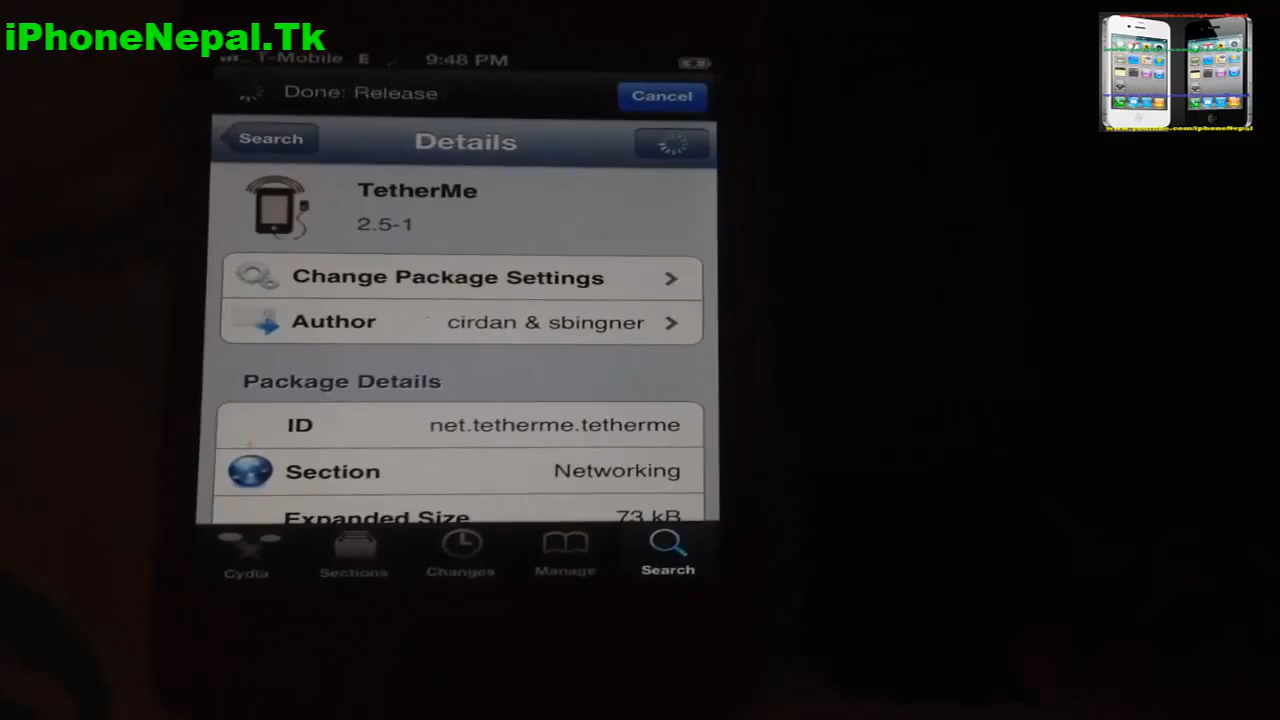 iPhoneNepal.Tk
T-Mobile E 9:48 PM
Done: Release
Cancel
Search
Details
TetherMe
2.5-1
Change Package Settings
Author cirdan & sbingner
Package Details
ID net.tetherme.tetherme
Section Networking
Expanded Size 73 kB
Cydia Sections Changes Manage Search